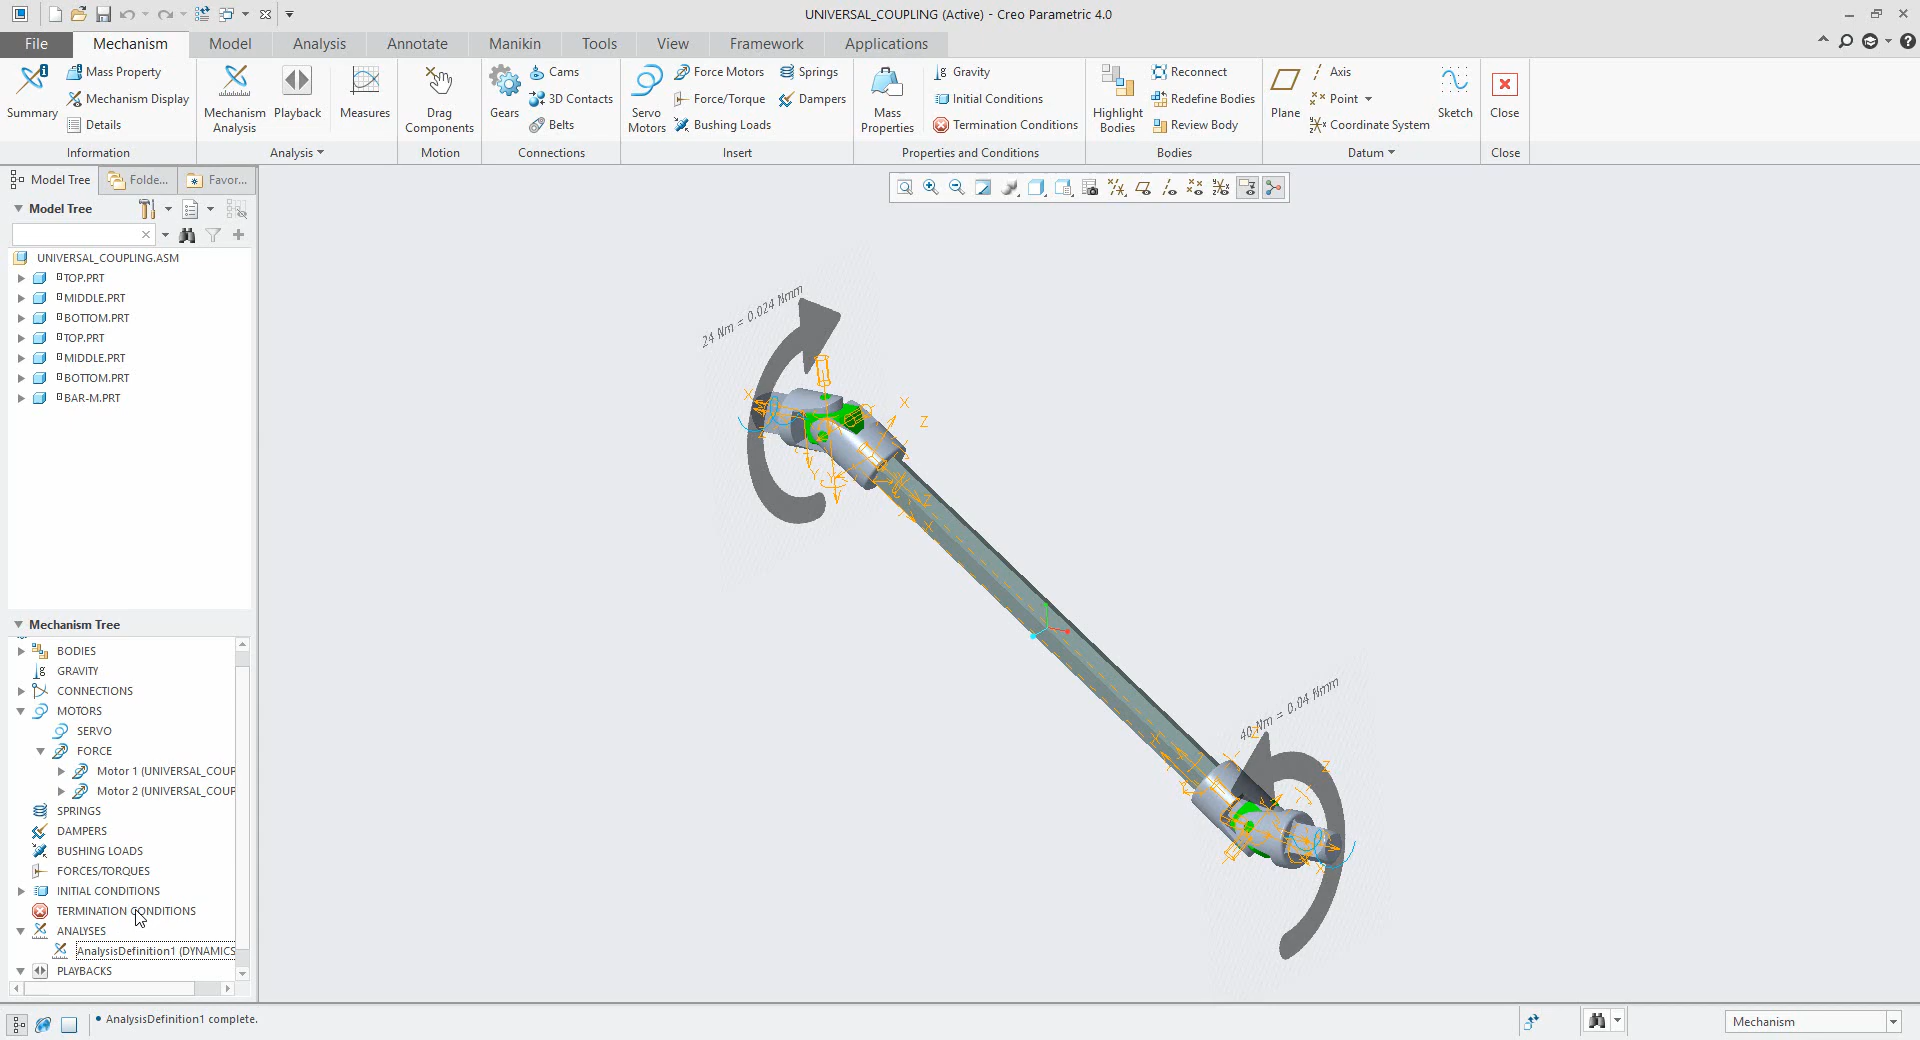 UNIVERSAL_COUPLING (Active) - Creo Parametric 4.0
File Mechanism Model Analysis Annotate Manikin Tools View Framework Applications
Summary
Mass Property
Mechanism Display
Details
Information
Mechanism Analysis
Playback
Measures
Analysis
Drag Components
Motion
Gears
Cams
3D Contacts
Belts
Connections
Servo Motors
Force Motors
Force/Torque
Bushing Loads
Springs
Dampers
Insert
Mass Properties
Gravity
Initial Conditions
Termination Conditions
Properties and Conditions
Highlight Bodies
Reconnect
Redefine Bodies
Review Body
Bodies
Plane
Axis
Point
Coordinate System
Sketch
Datum
Close
Close
Model Tree Folde... Favor...
Model Tree
UNIVERSAL_COUPLING.ASM
TOP.PRT
MIDDLE.PRT
BOTTOM.PRT
TOP.PRT
MIDDLE.PRT
BOTTOM.PRT
BAR-M.PRT
Mechanism Tree
BODIES
GRAVITY
CONNECTIONS
MOTORS
SERVO
FORCE
Motor 1 (UNIVERSAL_COUP
Motor 2 (UNIVERSAL_COUP
SPRINGS
DAMPERS
BUSHING LOADS
FORCES/TORQUES
INITIAL CONDITIONS
TERMINATION CONDITIONS
ANALYSES
AnalysisDefinition1 (DYNAMICS
PLAYBACKS
24 Nm = 0.024 Nmm
40 Nm = 0.04 Nmm
AnalysisDefinition1 complete.
Mechanism